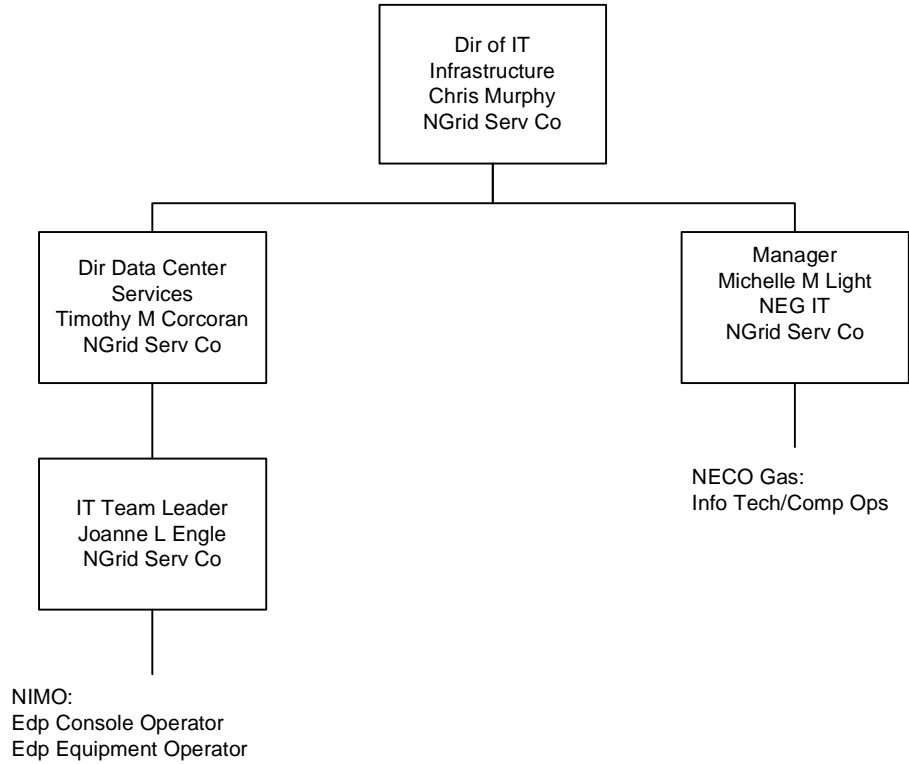 Dir of IT
Infrastructure
Chris Murphy
NGrid Serv Co
Dir Data Center
Services
Timothy M Corcoran
NGrid Serv Co
Manager
Michelle M Light
NEG IT
NGrid Serv Co
IT Team Leader
Joanne L Engle
NGrid Serv Co
NECO Gas:
Info Tech/Comp Ops
NIMO:
Edp Console Operator
Edp Equipment Operator